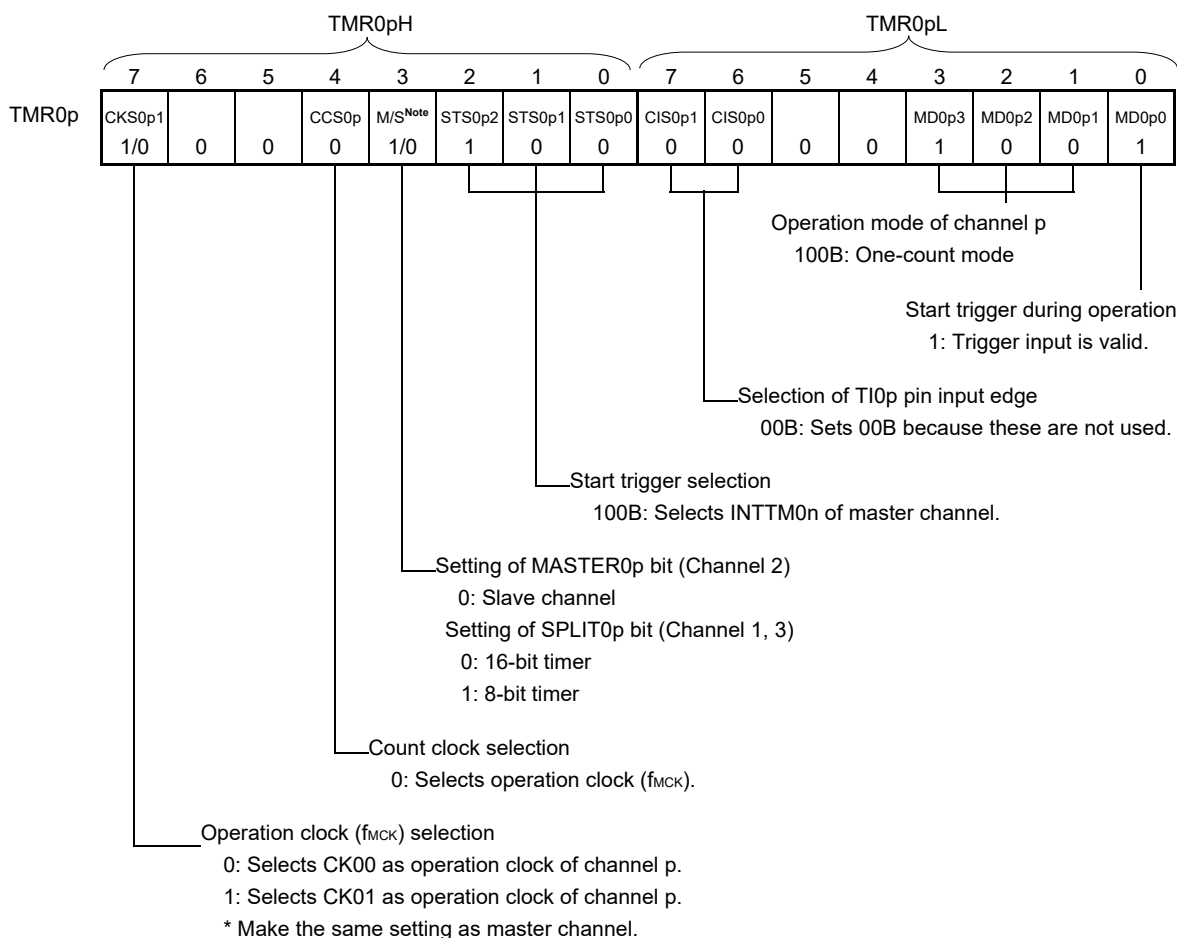 TMR0pH TMR0pL
7 6 5 4 3 2 1 0 7 6 5 4 3 2 1 0
TMR0p CKS0p1 CCS0p M/SNote STS0p2 STS0p1 STS0p0 CIS0p1 CIS0p0 MD0p3 MD0p2 MD0p1 MD0p0
1/0 0 0 0 1/0 1 0 0 0 0 0 0 1 0 0 1
Operation mode of channel p
100B: One-count mode
Start trigger during operation
1: Trigger input is valid.
Selection of TI0p pin input edge
00B: Sets 00B because these are not used.
Start trigger selection
100B: Selects INTTM0n of master channel.
Setting of MASTER0p bit (Channel 2)
0: Slave channel
Setting of SPLIT0p bit (Channel 1, 3)
0: 16-bit timer
1: 8-bit timer
Count clock selection
0: Selects operation clock (fMCK).
Operation clock (fMCK) selection
0: Selects CK00 as operation clock of channel p.
1: Selects CK01 as operation clock of channel p.
* Make the same setting as master channel.